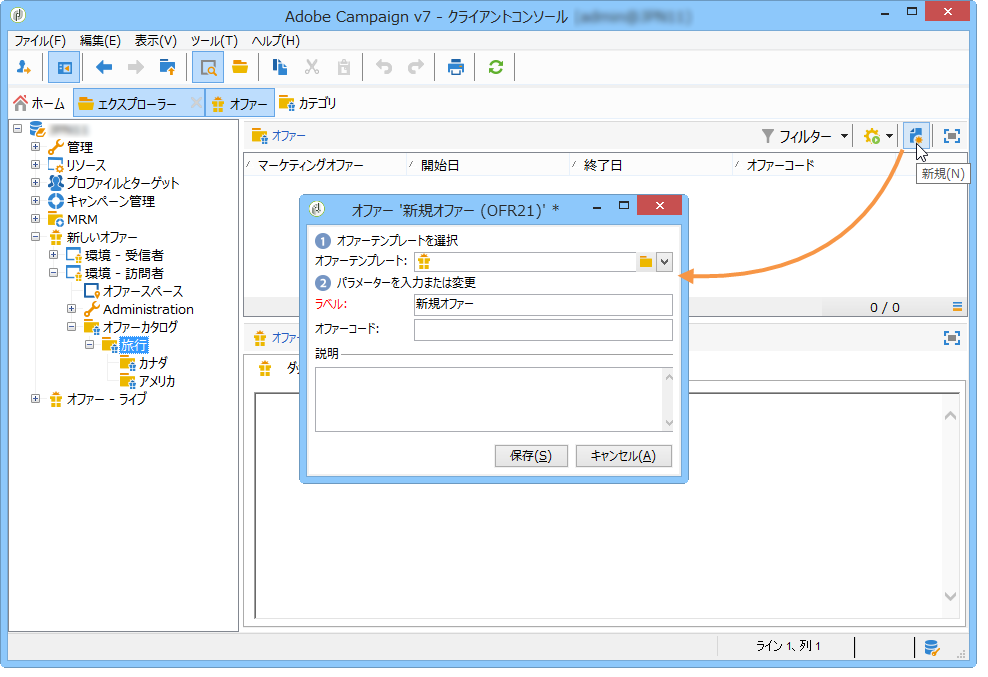 Adobe Campaign v7 - クライアントコンソール
ファイル(F) 編集(E) 表示(V) ツール(T) ヘルプ(H)
ホーム エクスプローラー オファー カテゴリ
管理
リソース
プロファイルとターゲット
キャンペーン管理
MRM
新しいオファー
環境 - 受信者
環境 - 訪問者
オファースペース
Administration
オファーカタログ
旅行
カナダ
アメリカ
オファー - ライブ
オファー フィルター
新規(N)
マーケティングオファー 開始日 終了日 オファーコード
0 / 0
オファー
ダッ
オファー '新規オファー (OFR21)' *
1 オファーテンプレートを選択
オファーテンプレート:
2 パラメーターを入力または変更
ラベル: 新規オファー
オファーコード:
説明
保存(S) キャンセル(A)
ライン 1、列 1